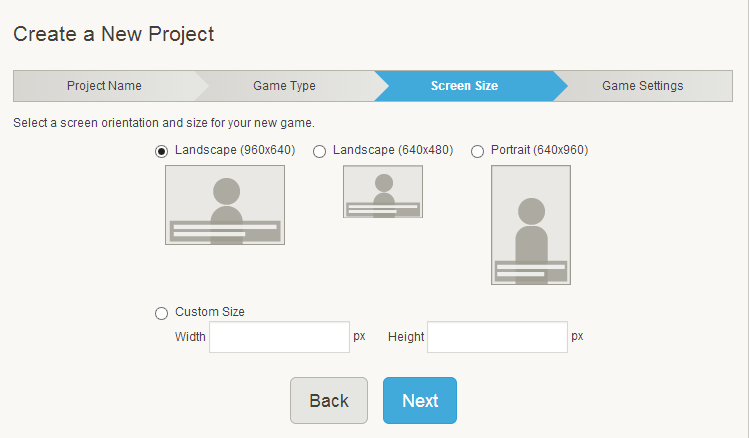 Create a New Project
Project Name Game Type Screen Size Game Settings
Select a screen orientation and size for your new game.
Landscape (960x640) Landscape (640x480) Portrait (640x960)
Custom Size
Width px Height px
Back Next